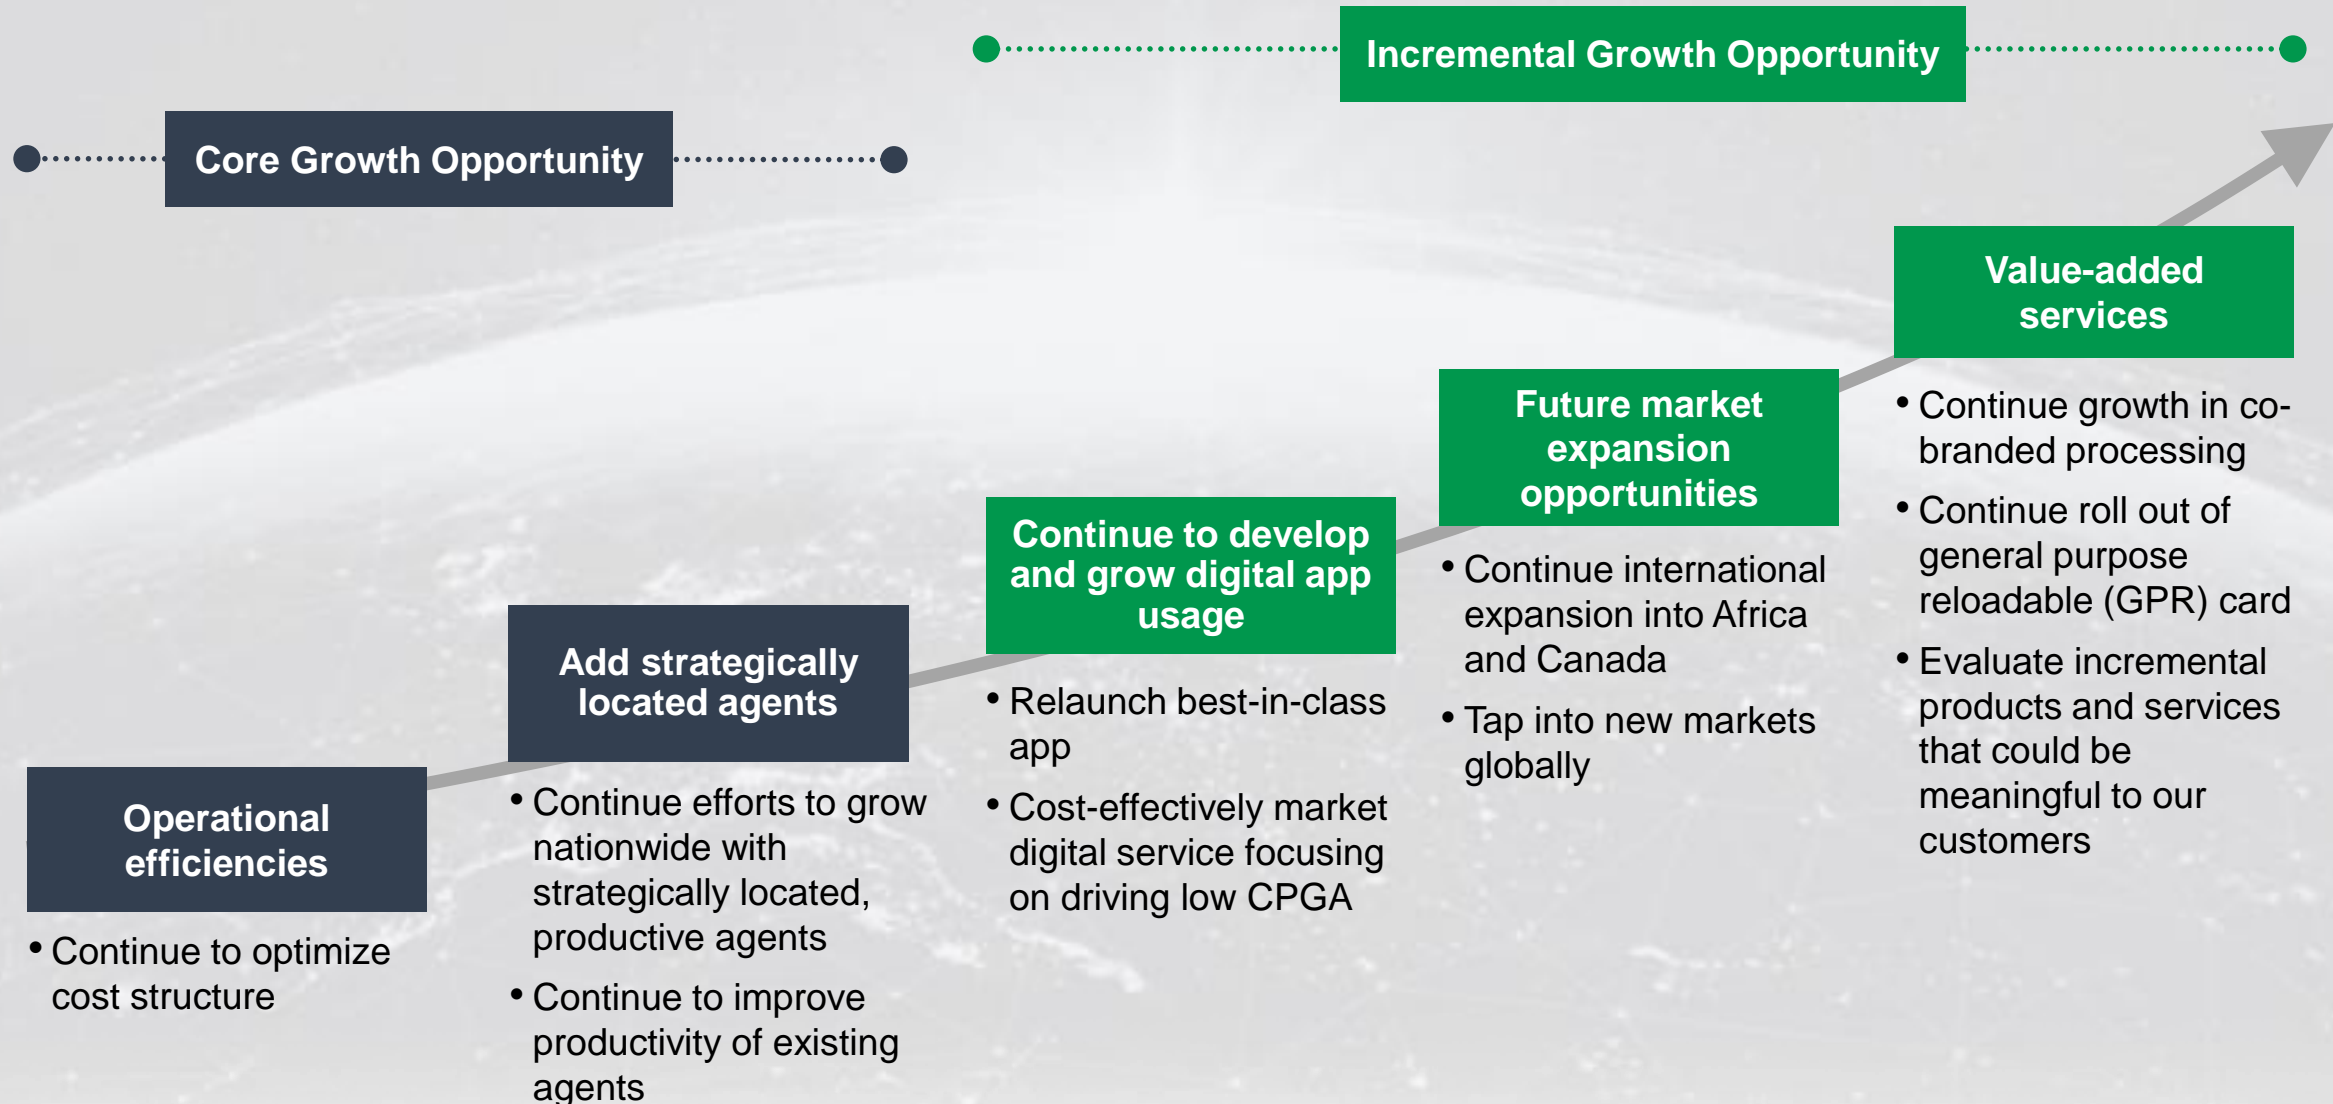 Incremental Growth Opportunity
Core Growth Opportunity
Operational
efficiencies
• Continue to optimize
cost structure
Add strategically
located agents
• Continue efforts to grow
nationwide with
strategically located,
productive agents
• Continue to improve
productivity of existing
agents
Continue to develop
and grow digital app
usage
• Relaunch best-in-class
app
• Cost-effectively market
digital service focusing
on driving low CPGA
Future market
expansion
opportunities
• Continue international
expansion into Africa
and Canada
• Tap into new markets
globally
Value-added
services
• Continue growth in co-
branded processing
• Continue roll out of
general purpose
reloadable (GPR) card
• Evaluate incremental
products and services
that could be
meaningful to our
customers